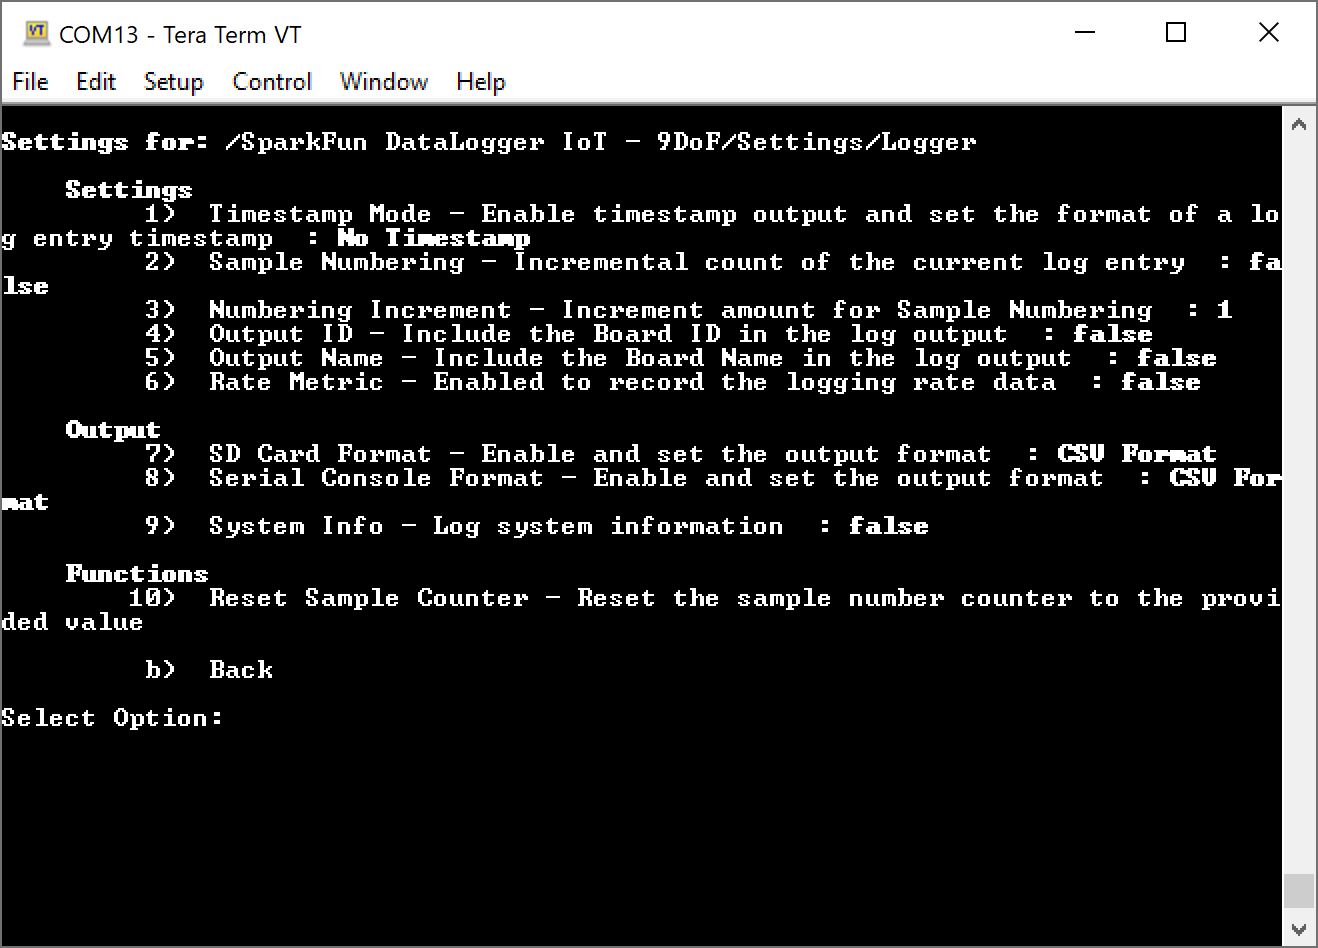 COM13 - Tera Term VT
File Edit Setup Control Window Help
Settings for: /SparkFun DataLogger IoT - 9DoF/Settings/Logger
Settings
1) Timestamp Mode - Enable timestamp output and set the format of a lo
g entry timestamp : No Timestamp
2) Sample Numbering - Incremental count of the current log entry : fa
lse
3) Numbering Increment - Increment amount for Sample Numbering : 1
4) Output ID - Include the Board ID in the log output : false
5) Output Name - Include the Board Name in the log output : false
6) Rate Metric - Enabled to record the logging rate data : false
Output
7) SD Card Format - Enable and set the output format : CSV Format
8) Serial Console Format - Enable and set the output format : CSV For
mat
9) System Info - Log system information : false
Functions
10) Reset Sample Counter - Reset the sample number counter to the provi
ded value
b) Back
Select Option: